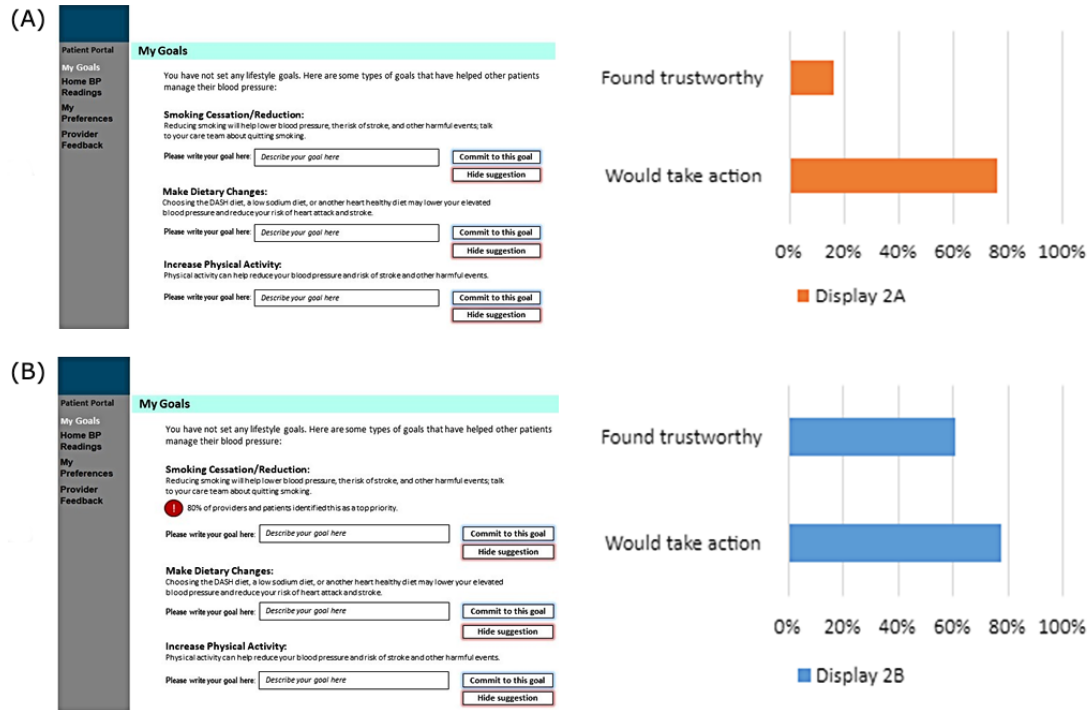 (A)
Patient Portal
My Goals
Home BP
Readings
My
Preferences
Provider
Feedback
My Goals
You have not set any lifestyle goals. Here are some types of goals that have helped other patients
manage their blood pressure:
Smoking Cessation/Reduction:
Reducing smoking will help lower blood pressure, the risk of stroke, and other harmful events; talk
to your care team about quitting smoking.
Please write your goal here: Describe your goal here Commit to this goal
Hide suggestion
Make Dietary Changes:
Choosing the DASH diet, a low sodium diet, or another heart healthy diet may lower your elevated
blood pressure and reduce your risk of heart attack and stroke.
Please write your goal here: Describe your goal here Commit to this goal
Hide suggestion
Increase Physical Activity:
Physical activity can help reduce your blood pressure and risk of stroke and other harmful events.
Please write your goal here: Describe your goal here Commit to this goal
Hide suggestion
Found trustworthy
Would take action
0% 20% 40% 60% 80% 100%
Display 2A
(B)
Patient Portal
My Goals
Home BP
Readings
My
Preferences
Provider
Feedback
My Goals
You have not set any lifestyle goals. Here are some types of goals that have helped other patients
manage their blood pressure:
Smoking Cessation/Reduction:
Reducing smoking will help lower blood pressure, the risk of stroke, and other harmful events; talk
to your care team about quitting smoking.
! 80% of providers and patients identified this as a top priority.
Please write your goal here: Describe your goal here Commit to this goal
Hide suggestion
Make Dietary Changes:
Choosing the DASH diet, a low sodium diet, or another heart healthy diet may lower your elevated
blood pressure and reduce your risk of heart attack and stroke.
Please write your goal here: Describe your goal here Commit to this goal
Hide suggestion
Increase Physical Activity:
Physical activity can help reduce your blood pressure and risk of stroke and other harmful events.
Please write your goal here: Describe your goal here Commit to this goal
Hide suggestion
Found trustworthy
Would take action
0% 20% 40% 60% 80% 100%
Display 2B